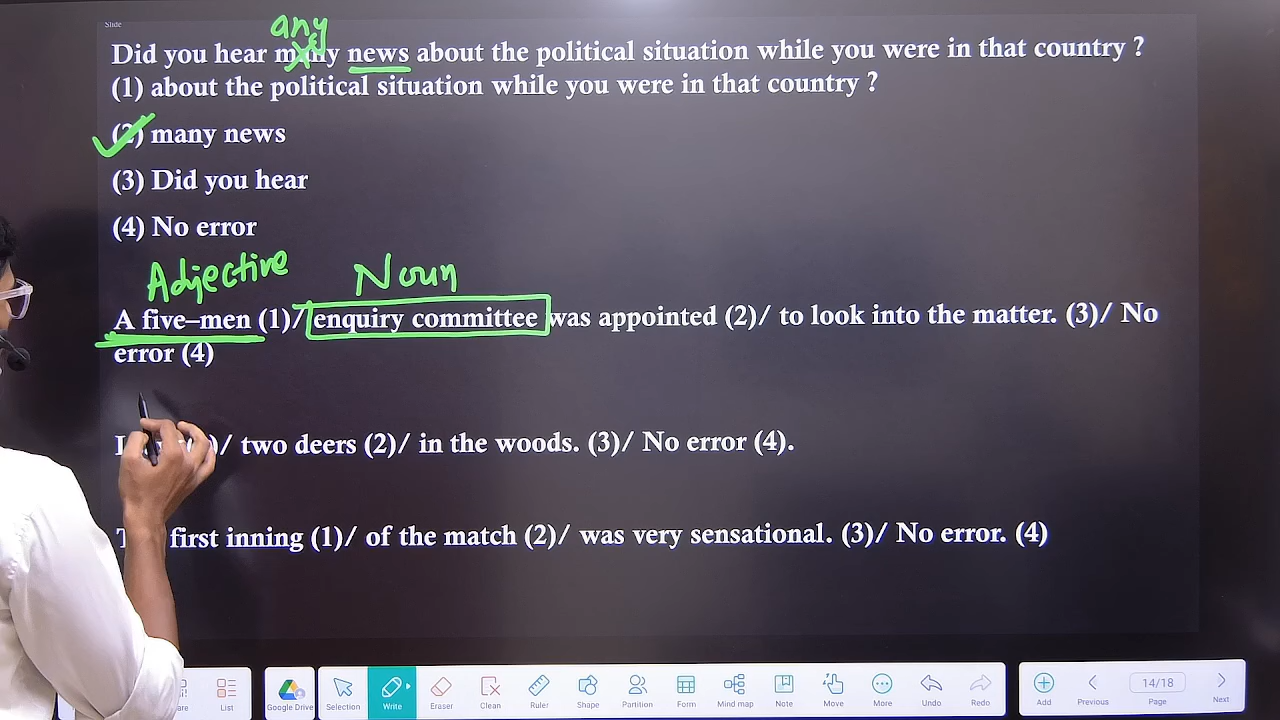 Slide
any
Did you hear many news about the political situation while you were in that country ?
(1) about the political situation while you were in that country ?
(2) many news
(3) Did you hear
(4) No error
Adjective Noun
A five–men (1)/ enquiry committee was appointed (2)/ to look into the matter. (3)/ No
error (4)
)/ two deers (2)/ in the woods. (3)/ No error (4).
first inning (1)/ of the match (2)/ was very sensational. (3)/ No error. (4)
List Google Drive Selection Write Eraser Clean Ruler Shape Partition Form Mind map Note Move More Undo Redo Add Previous 14/18 Page Next